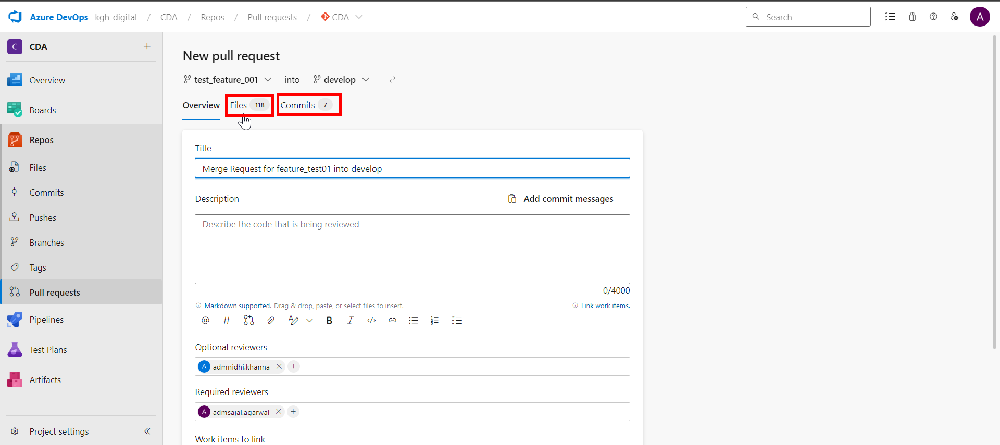 Azure DevOps kgh-digital / CDA / Repos / Pull requests / CDA
Search
A
C CDA
Overview
Boards
Repos
Files
Commits
Pushes
Branches
Tags
Pull requests
Pipelines
Test Plans
Artifacts
Project settings
New pull request
test_feature_001 into develop
Overview Files 118 Commits 7
Title
Merge Request for feature_test01 into develop
Description Add commit messages
Describe the code that is being reviewed
0/4000
Markdown supported. Drag & drop, paste, or select files to insert. Link work items.
Optional reviewers
A admnidhi.khanna
Required reviewers
A admsajal.agarwal
Work items to link